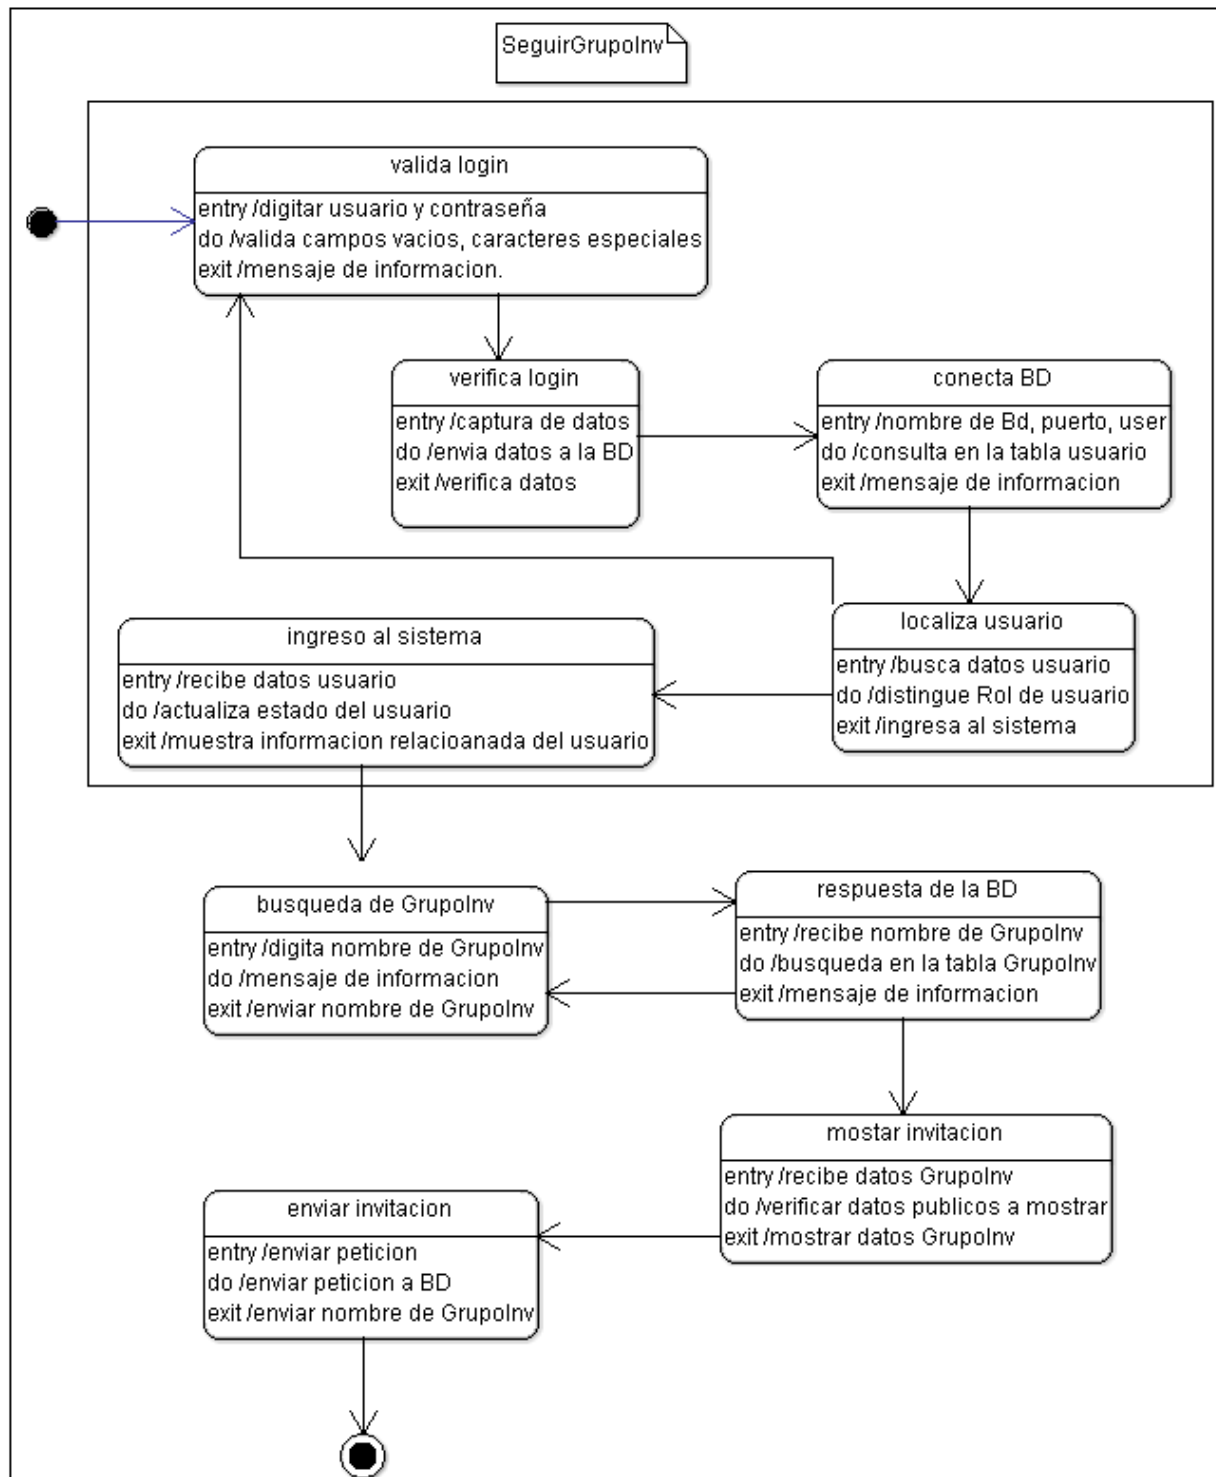 SeguirGrupoInv
valida login
entry /digitar usuario y contraseña
do /valida campos vacios, caracteres especiales
exit /mensaje de informacion.
verifica login
entry /captura de datos
do /envia datos a la BD
exit /verifica datos
conecta BD
entry /nombre de Bd, puerto, user
do /consulta en la tabla usuario
exit /mensaje de informacion
localiza usuario
entry /busca datos usuario
do /distingue Rol de usuario
exit /ingresa al sistema
ingreso al sistema
entry /recibe datos usuario
do /actualiza estado del usuario
exit /muestra informacion relacioanada del usuario
busqueda de GrupoInv
entry /digita nombre de GrupoInv
do /mensaje de informacion
exit /enviar nombre de GrupoInv
respuesta de la BD
entry /recibe nombre de GrupoInv
do /busqueda en la tabla GrupoInv
exit /mensaje de informacion
mostar invitacion
entry /recibe datos GrupoInv
do /verificar datos publicos a mostrar
exit /mostrar datos GrupoInv
enviar invitacion
entry /enviar peticion
do /enviar peticion a BD
exit /enviar nombre de GrupoInv